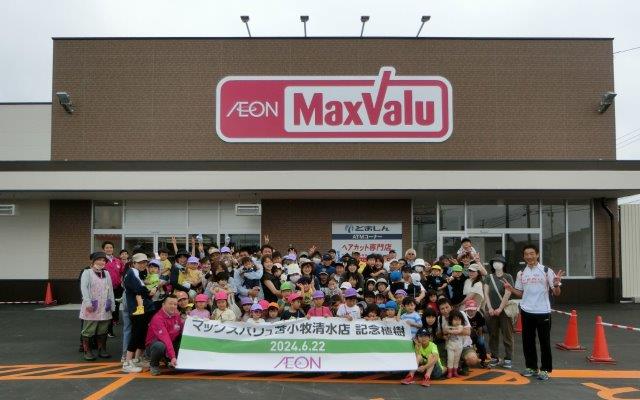 ÆON MaxValu
とましん
ATMコーナー
ヘアカット専門店
マックスバリュ苫小牧清水店 記念植樹
2024.6.22
ÆON